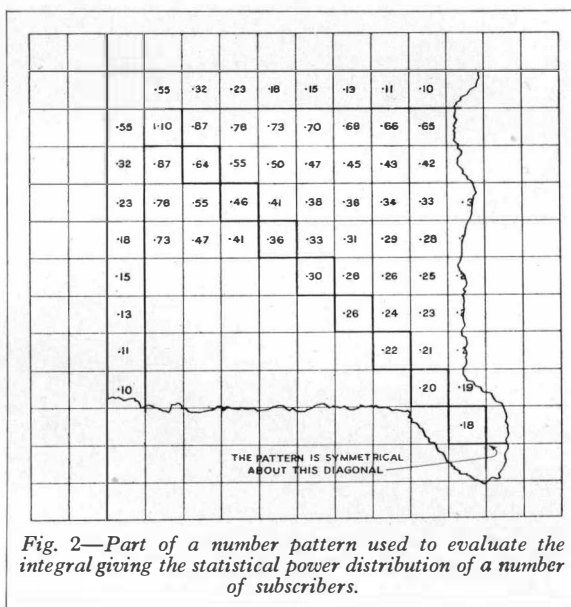 ·55 ·32 ·23 ·18 ·15 ·13 ·11 ·10
·55 1·10 ·87 ·78 ·73 ·70 ·68 ·66 ·65
·32 ·87 ·64 ·55 ·50 ·47 ·45 ·43 ·42
·23 ·78 ·55 ·46 ·41 ·38 ·36 ·34 ·33 ·3
·18 ·73 ·47 ·41 ·36 ·33 ·31 ·29 ·28
·15 ·30 ·28 ·26 ·25
·13 ·26 ·24 ·23
·11 ·22 ·21
·10 ·20 ·19
·18
THE PATTERN IS SYMMETRICAL
ABOUT THIS DIAGONAL
Fig. 2—Part of a number pattern used to evaluate the
integral giving the statistical power distribution of a number
of subscribers.